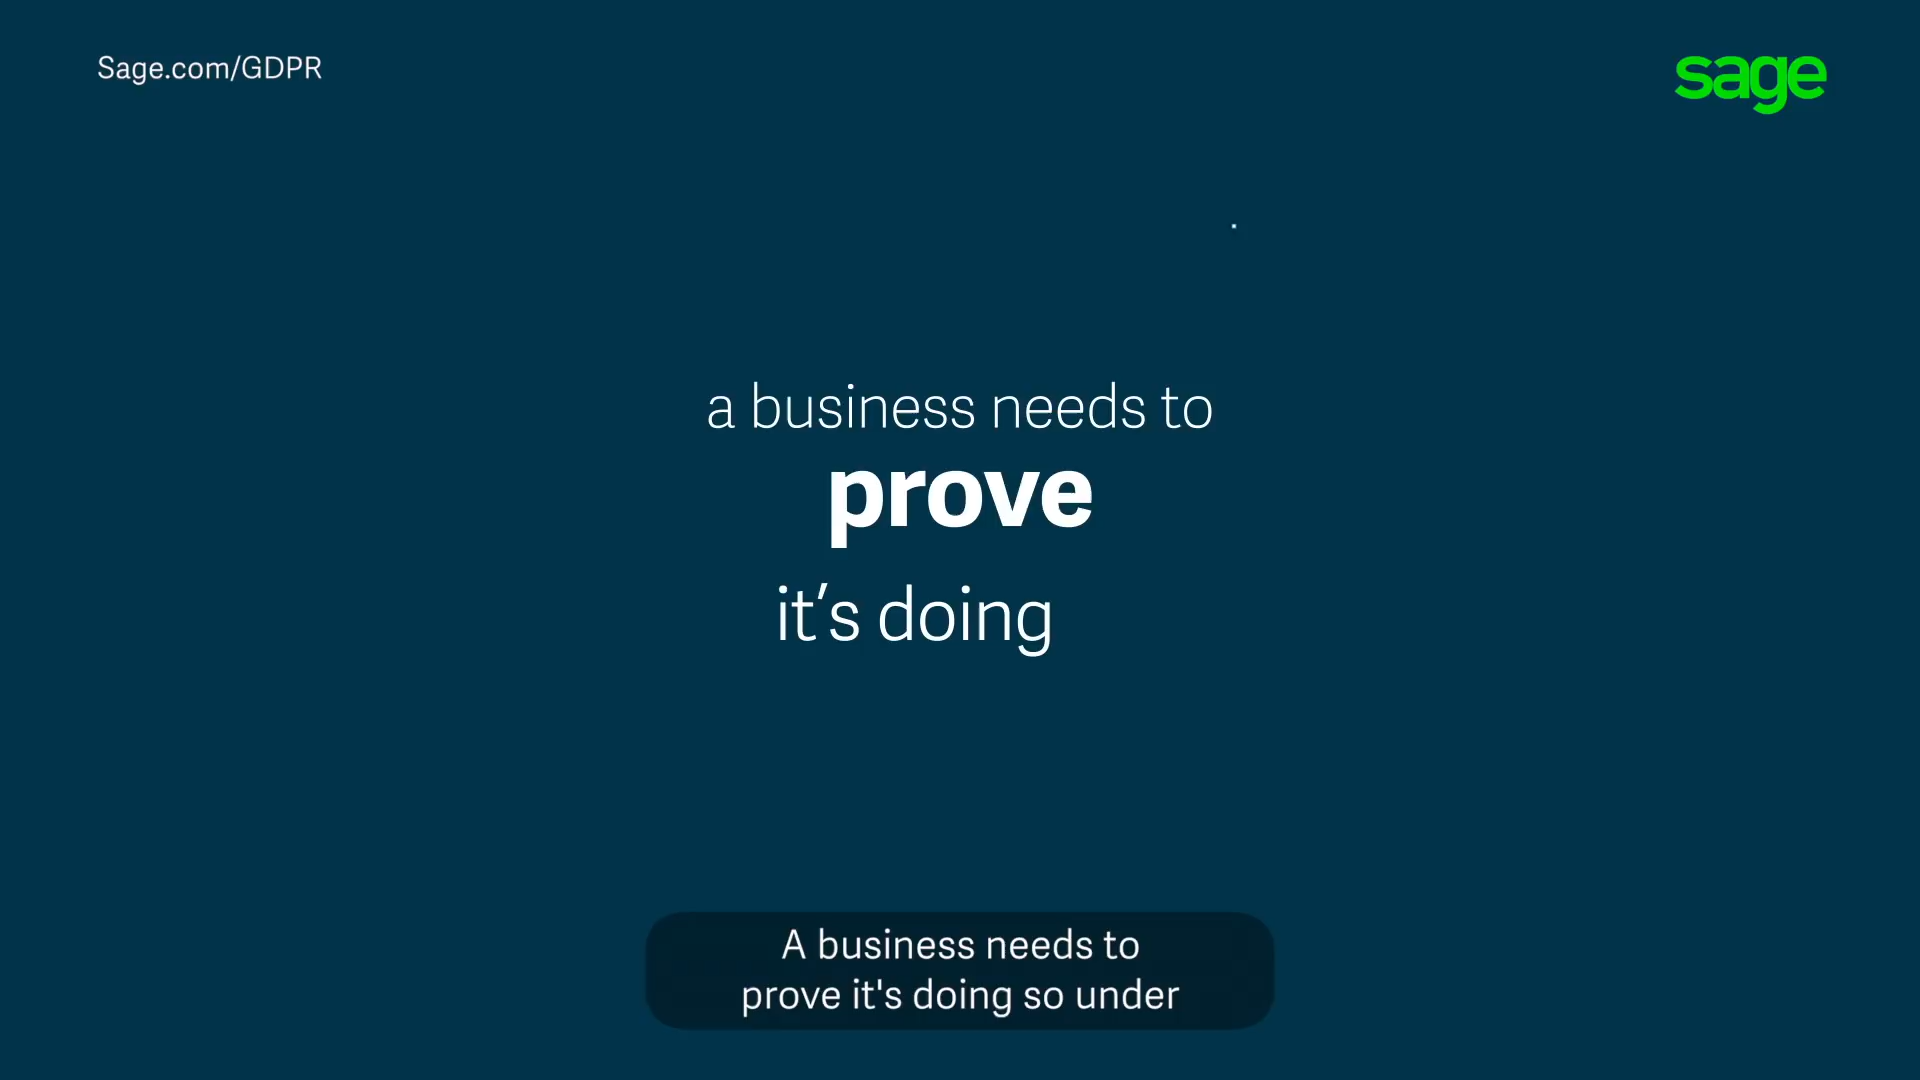 Sage.com/GDPR
sage
a business needs to
prove
it’s doing
A business needs to
prove it's doing so under